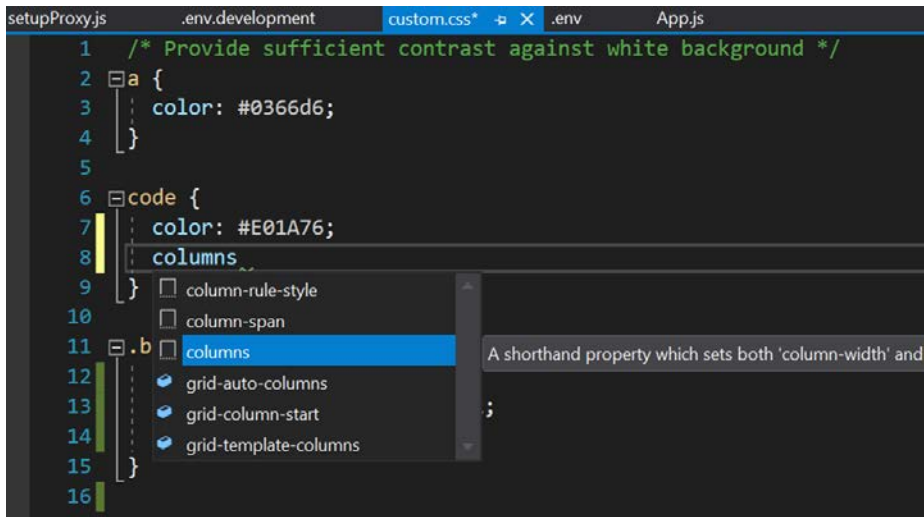 setupProxy.js .env.development custom.css* .env App.js
1 /* Provide sufficient contrast against white background */
2 a {
3 color: #0366d6;
4 }
5
6 code {
7 color: #E01A76;
8 columns
9 }
column-rule-style
10
column-span
11 .b
columns
A shorthand property which sets both 'column-width' and
12
grid-auto-columns
13 ;
grid-column-start
14
grid-template-columns
15 }
16